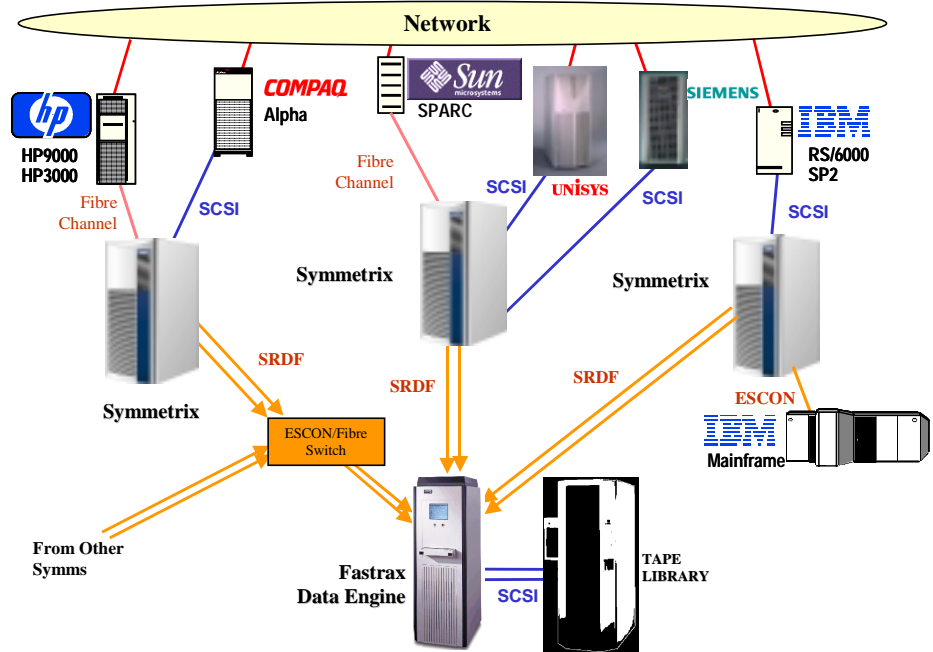 Network
hp
HP9000
HP3000
COMPAQ
Alpha
Sun
microsystems
SPARC
UNISYS
SIEMENS
IBM
RS/6000
SP2
Fibre
Channel
SCSI
Fibre
Channel
SCSI
SCSI
SCSI
Symmetrix
Symmetrix
Symmetrix
SRDF
SRDF
SRDF
ESCON
ESCON/Fibre
Switch
IBM
Mainframe
From Other
Symms
Fastrax
Data Engine
SCSI
TAPE
LIBRARY